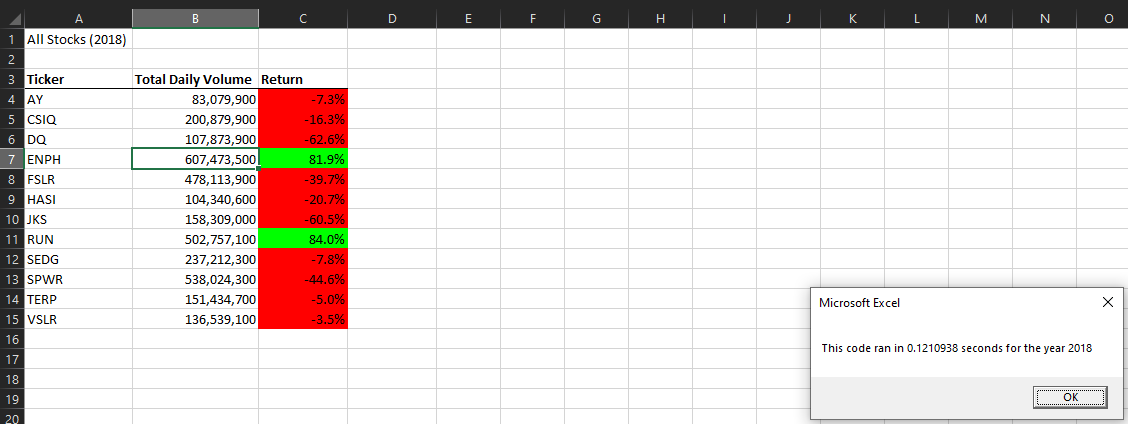 A B C D E F G H I J K L M N O
1 All Stocks (2018)
2
3 Ticker Total Daily Volume Return
4 AY 83,079,900 -7.3%
5 CSIQ 200,879,900 -16.3%
6 DQ 107,873,900 -62.6%
7 ENPH 607,473,500 81.9%
8 FSLR 478,113,900 -39.7%
9 HASI 104,340,600 -20.7%
10 JKS 158,309,000 -60.5%
11 RUN 502,757,100 84.0%
12 SEDG 237,212,300 -7.8%
13 SPWR 538,024,300 -44.6%
14 TERP 151,434,700 -5.0%
15 VSLR 136,539,100 -3.5%
16
17
18
19
20
Microsoft Excel
This code ran in 0.1210938 seconds for the year 2018
OK